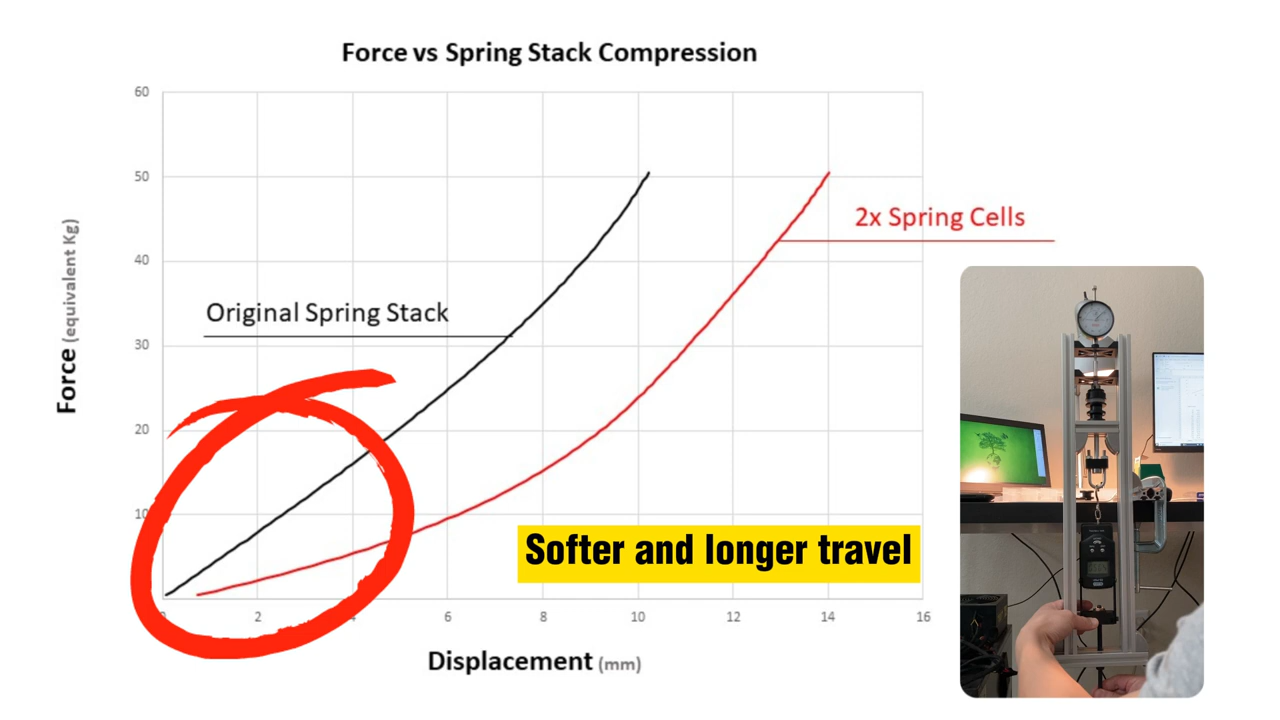 Force vs Spring Stack Compression
60
50
40
30
20
10
2
4
6
8
10
12
14
16
Force (equivalent Kg)
Displacement (mm)
Original Spring Stack
2x Spring Cells
Softer and longer travel